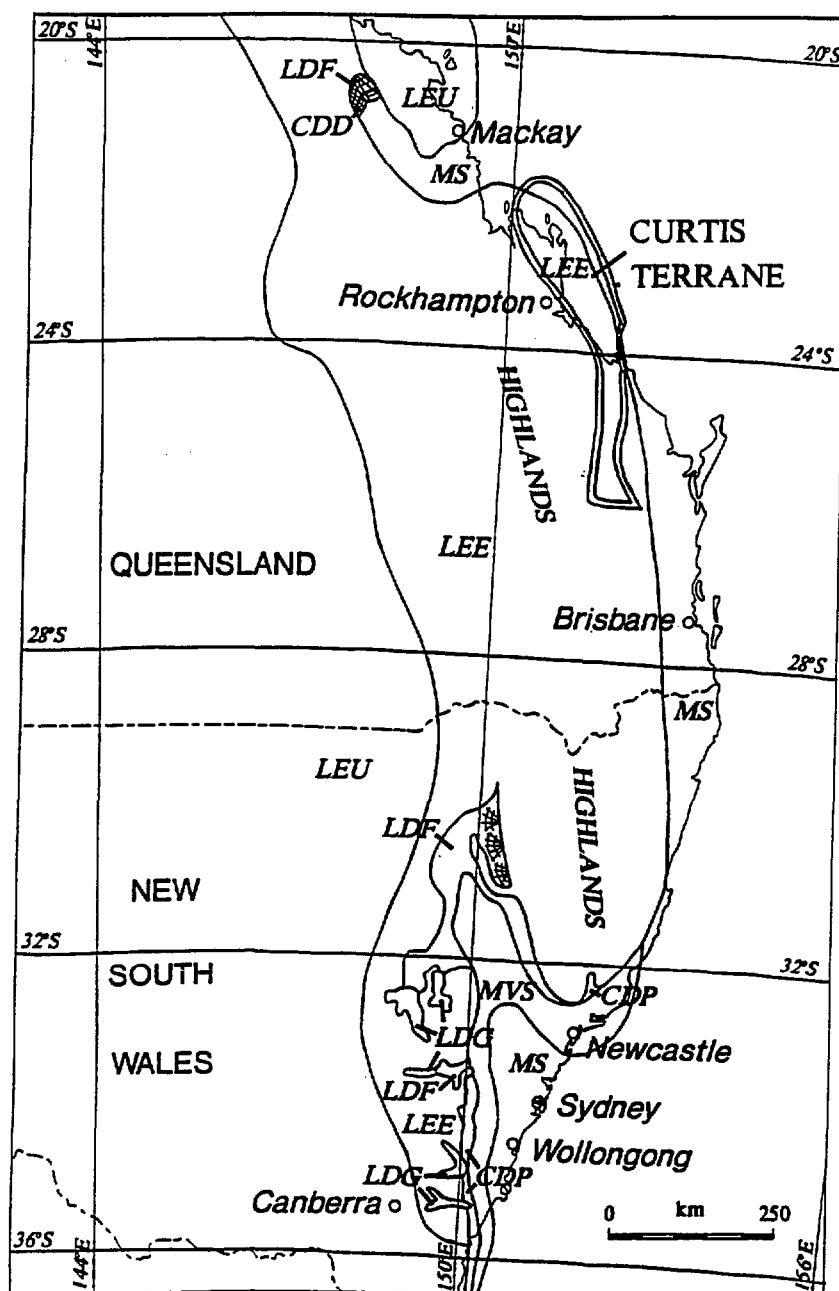 20°S
144°E
150°E
20°S
LDF
LEU
CDD
Mackay
MS
CURTIS
LEE
TERRANE
Rockhampton
24°S
24°S
HIGHLANDS
LEE
QUEENSLAND
Brisbane
28°S
28°S
MS
LEU
HIGHLANDS
LDF
NEW
32°S
32°S
SOUTH
MVS
CDP
LDG
Newcastle
WALES
MS
LDF
Sydney
LEE
Wollongong
LDG
CDP
Canberra
0 km 250
36°S
144°E
150°E
156°E